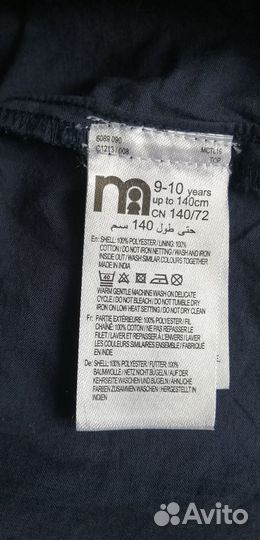 6089 090
C1213 / 008
MCTL16
TOP
m
9-10 years
up to 140cm
CN 140/72
حتى طول 140 سم
En: SHELL: 100% POLYESTER / LINING: 100%
COTTON / DO NOT IRON NETTING / WASH AND IRON
INSIDE OUT / WASH SIMILAR COLOURS TOGETHER
MADE IN INDIA
40
WARM GENTLE MACHINE WASH ON DELICATE
CYCLE / DO NOT BLEACH / DO NOT TUMBLE DRY
IRON ON LOW HEAT SETTING / DO NOT DRY CLEAN
Fr: PARTIE EXTÉRIEURE: 100% POLYESTER / FIL
CHAÎNE: 100% COTON / NE PAS REPASSER LE
FILET / LAVER ET REPASSER À L'ENVERS / LAVER
LES COULEURS SIMILAIRES ENSEMBLE / FABRIQUÉ
EN INDE
De: SHELL: 100% POLYESTER / FUTTER: 100%
BAUMWOLLE / NETZ NICHT BÜGELN / AUF DER
KEHRSEITE WASCHEN UND BÜGELN / ÄHNLICHE
FARBEN ZUSAMMEN WASCHEN / HERGESTELLT IN
INDIEN
E.
Avito